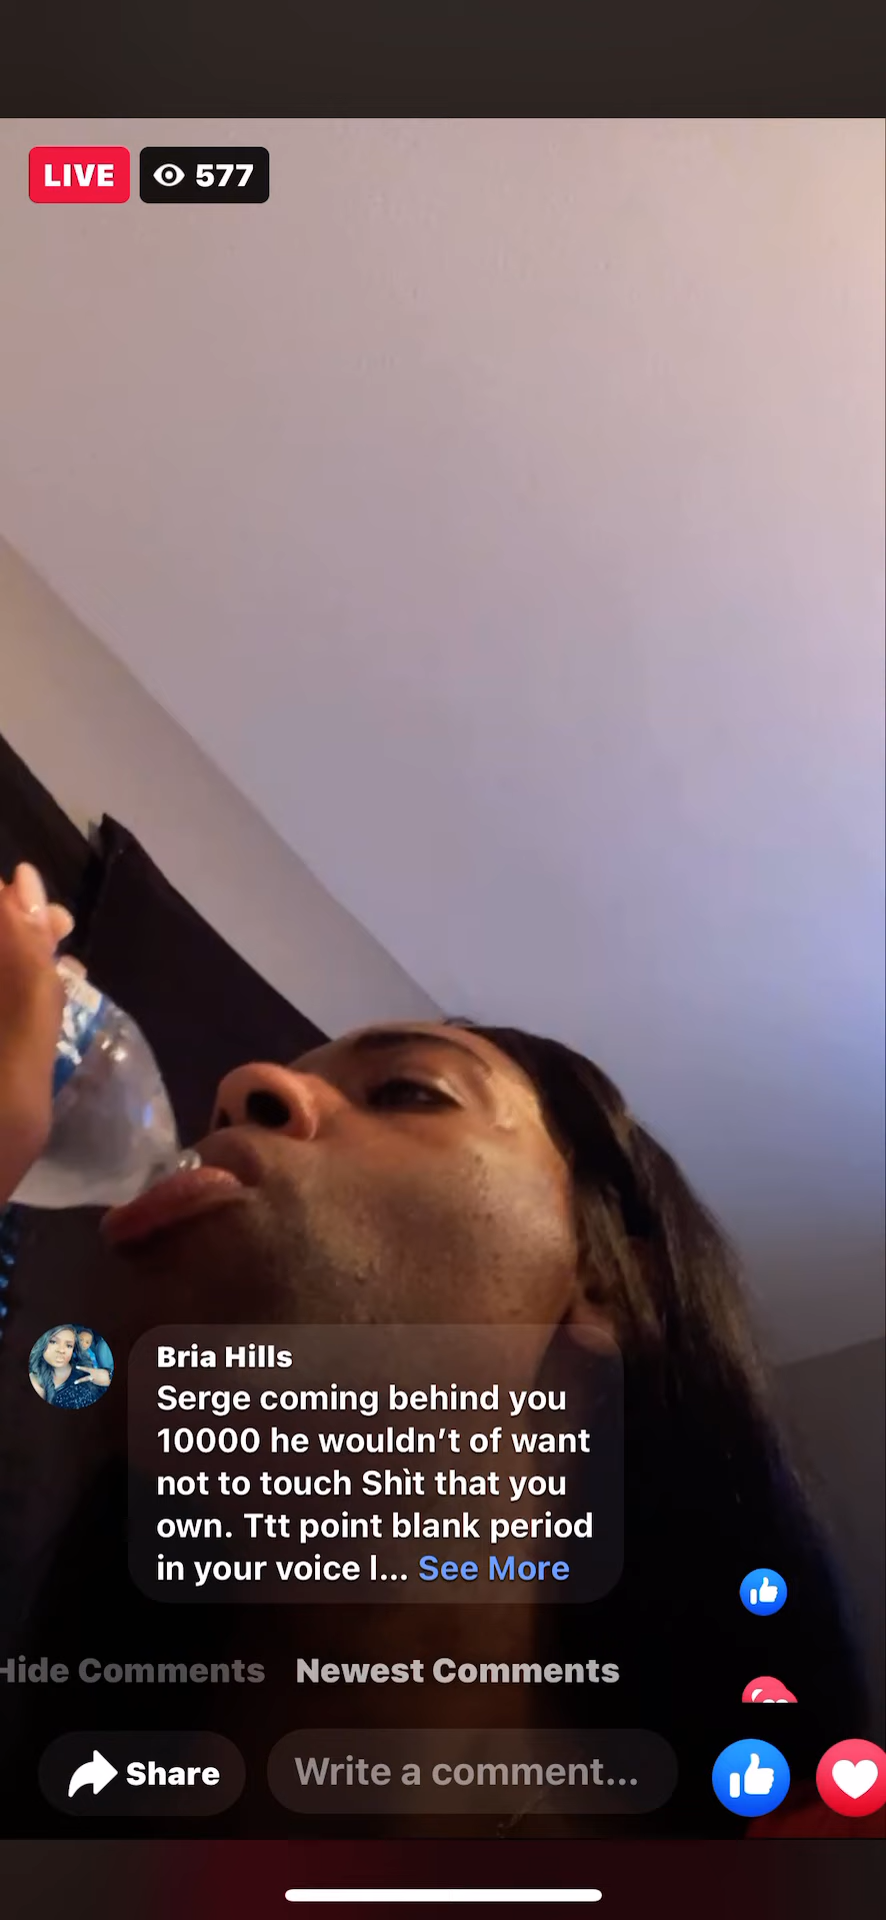 LIVE 577
Bria Hills
Serge coming behind you
10000 he wouldn’t of want
not to touch Shìt that you
own. Ttt point blank period
in your voice l... See More
Hide Comments Newest Comments
Share Write a comment...